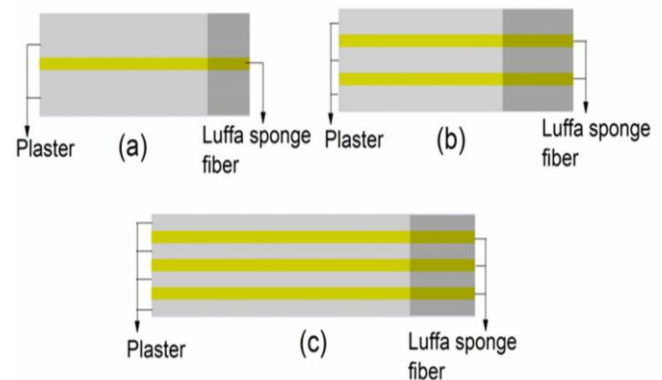 Plaster
(a)
Luffa sponge
fiber
Plaster
(b)
Luffa sponge
fiber
Plaster
(c)
Luffa sponge
fiber